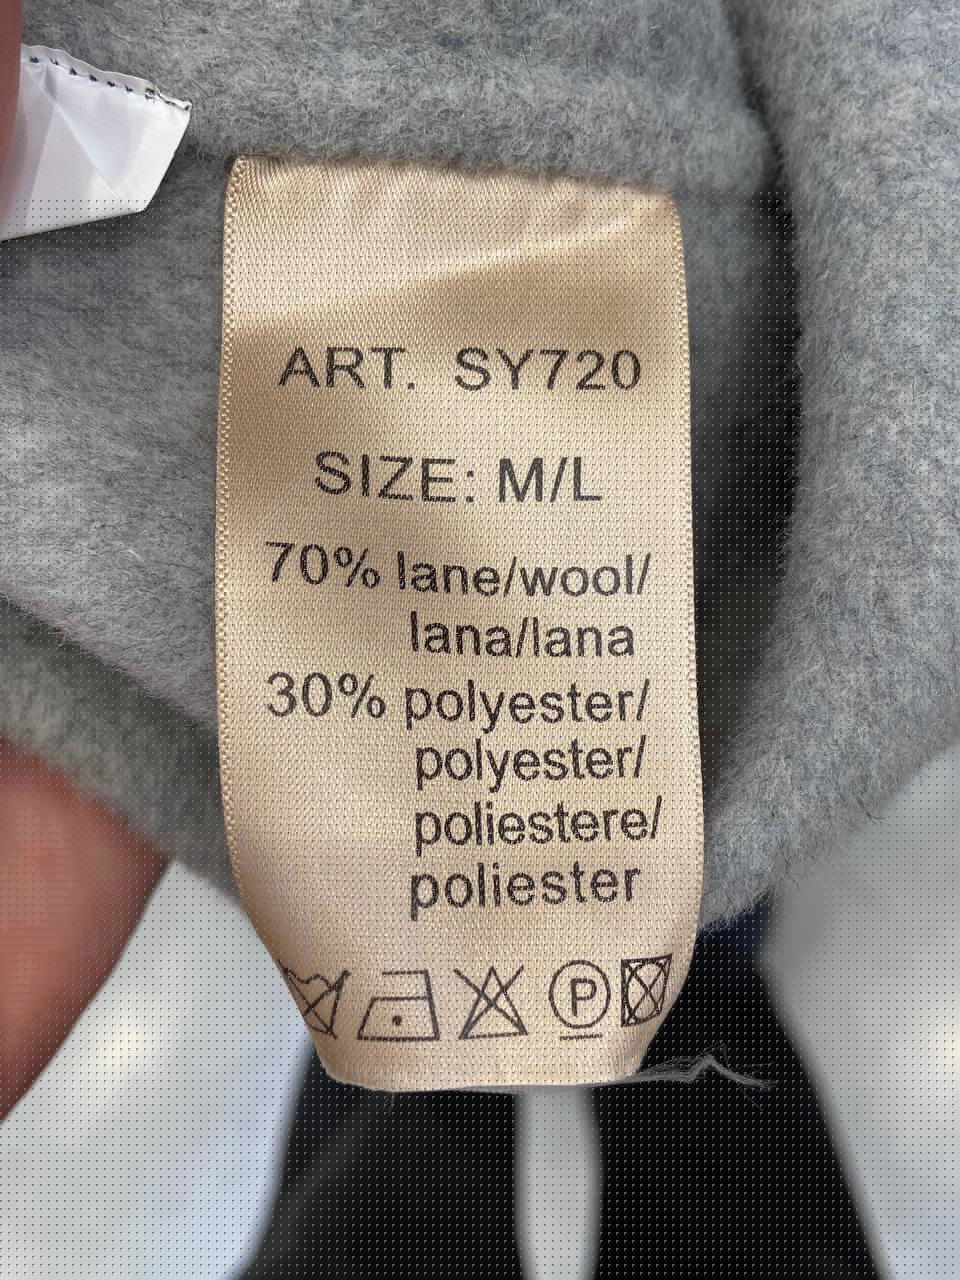 ART. SY720
SIZE: M/L
70% lane/wool/
lana/lana
30% polyester/
polyester/
poliestere/
poliester
P